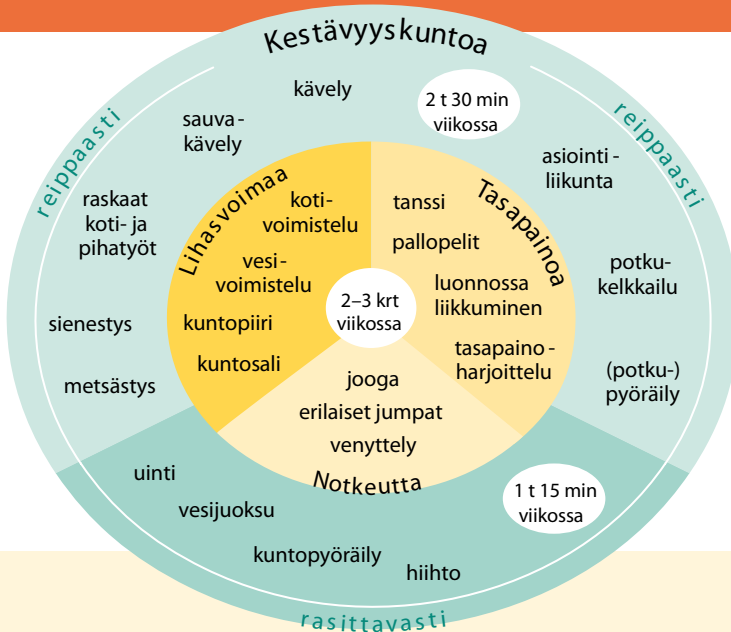 Kestävyyskuntoa
kävely
2 t 30 min
viikossa
sauva-
kävely
reippaasti
reippaasti
asiointi-
liikunta
raskaat
koti- ja
pihatyöt
Lihasvoimaa
koti-
voimistelu
vesi-
voimistelu
kuntopiiri
kuntosali
Tasapainoa
tanssi
pallopelit
luonnossa
liikkuminen
tasapaino-
harjoittelu
2–3 krt
viikossa
potku-
kelkkailu
sienestys
metsästys
(potku-)
pyöräily
jooga
erilaiset jumpat
venyttely
Notkeutta
uinti
vesijuoksu
kuntopyöräily
hiihto
1 t 15 min
viikossa
rasittavasti